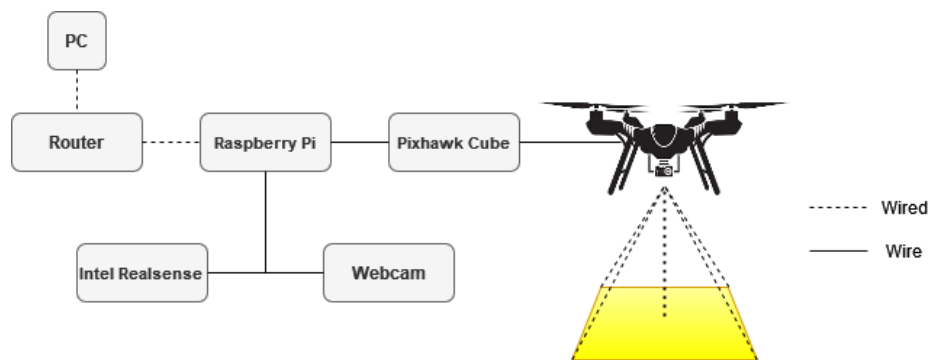 PC
Router
Raspberry Pi
Pixhawk Cube
Wired
Wire
Intel Realsense
Webcam